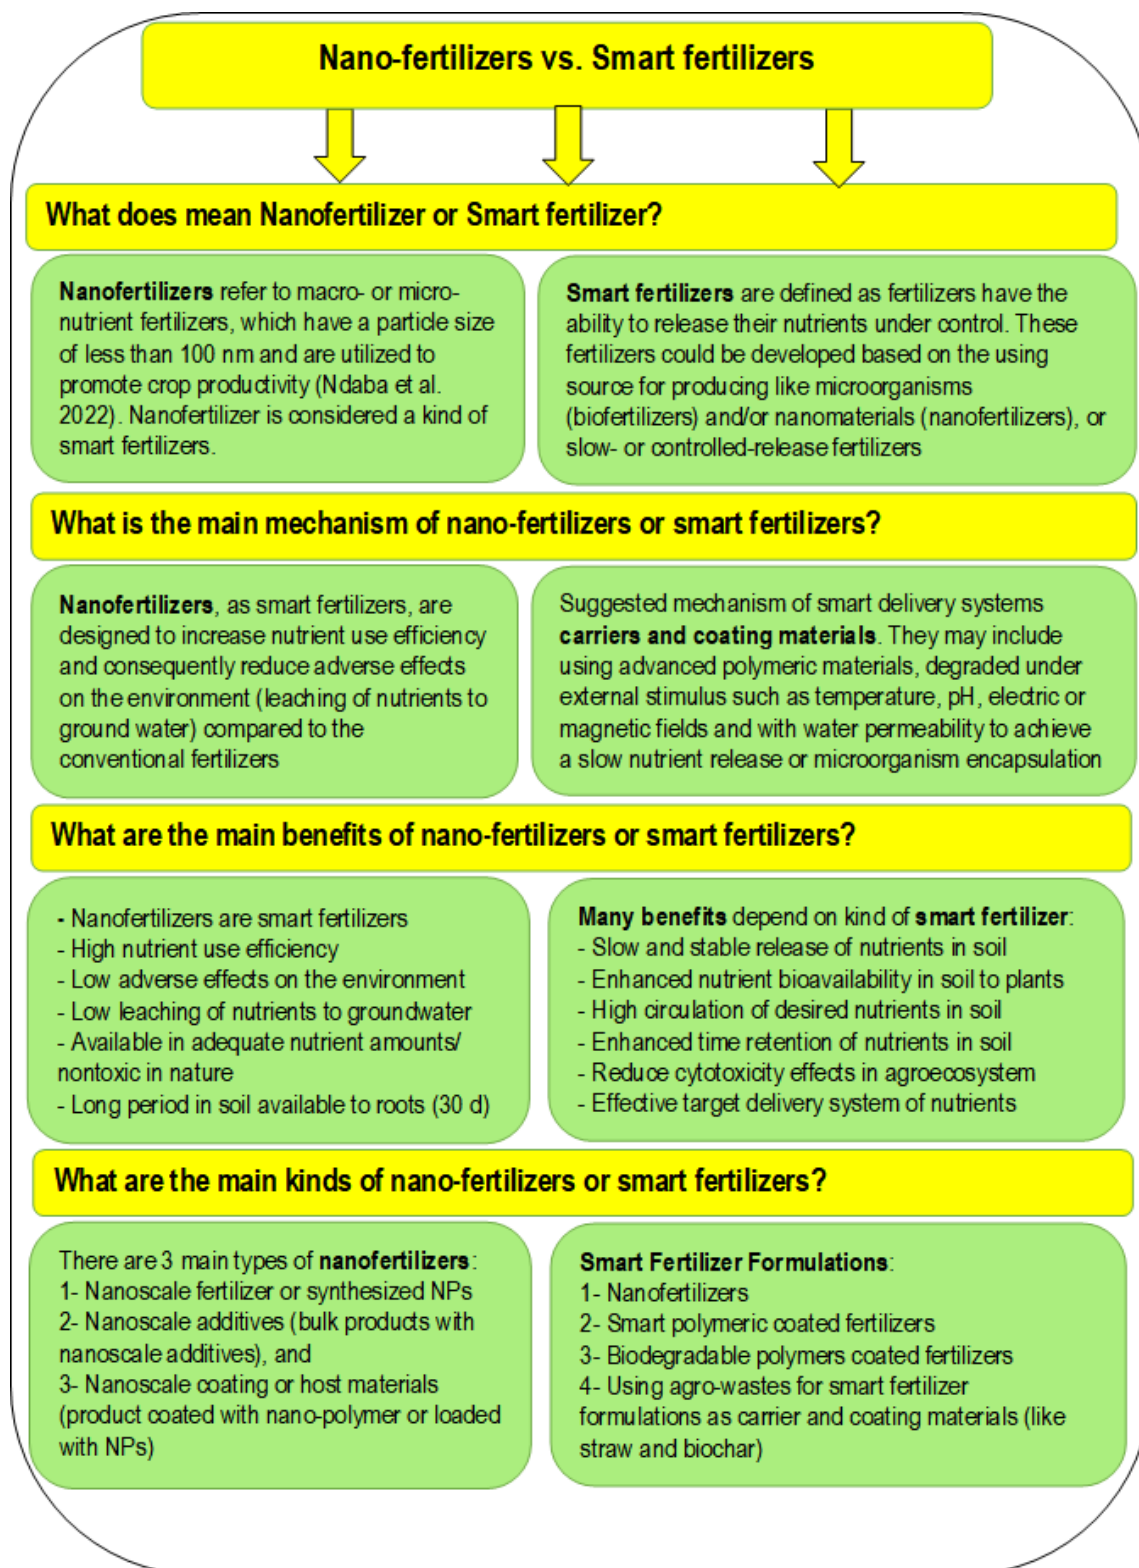 Nano-fertilizers vs. Smart fertilizers
What does mean Nanofertilizer or Smart fertilizer?
Nanofertilizers refer to macro- or micro-
nutrient fertilizers, which have a particle size
of less than 100 nm and are utilized to
promote crop productivity (Ndaba et al.
2022). Nanofertilizer is considered a kind of
smart fertilizers.
Smart fertilizers are defined as fertilizers have the
ability to release their nutrients under control. These
fertilizers could be developed based on the using
source for producing like microorganisms
(biofertilizers) and/or nanomaterials (nanofertilizers), or
slow- or controlled-release fertilizers
What is the main mechanism of nano-fertilizers or smart fertilizers?
Nanofertilizers, as smart fertilizers, are
designed to increase nutrient use efficiency
and consequently reduce adverse effects
on the environment (leaching of nutrients to
ground water) compared to the
conventional fertilizers
Suggested mechanism of smart delivery systems
carriers and coating materials. They may include
using advanced polymeric materials, degraded under
external stimulus such as temperature, pH, electric or
magnetic fields and with water permeability to achieve
a slow nutrient release or microorganism encapsulation
What are the main benefits of nano-fertilizers or smart fertilizers?
- Nanofertilizers are smart fertilizers
- High nutrient use efficiency
- Low adverse effects on the environment
- Low leaching of nutrients to groundwater
- Available in adequate nutrient amounts/
nontoxic in nature
- Long period in soil available to roots (30 d)
Many benefits depend on kind of smart fertilizer:
- Slow and stable release of nutrients in soil
- Enhanced nutrient bioavailability in soil to plants
- High circulation of desired nutrients in soil
- Enhanced time retention of nutrients in soil
- Reduce cytotoxicity effects in agroecosystem
- Effective target delivery system of nutrients
What are the main kinds of nano-fertilizers or smart fertilizers?
There are 3 main types of nanofertilizers:
1- Nanoscale fertilizer or synthesized NPs
2- Nanoscale additives (bulk products with
nanoscale additives), and
3- Nanoscale coating or host materials
(product coated with nano-polymer or loaded
with NPs)
Smart Fertilizer Formulations:
1- Nanofertilizers
2- Smart polymeric coated fertilizers
3- Biodegradable polymers coated fertilizers
4- Using agro-wastes for smart fertilizer
formulations as carrier and coating materials (like
straw and biochar)